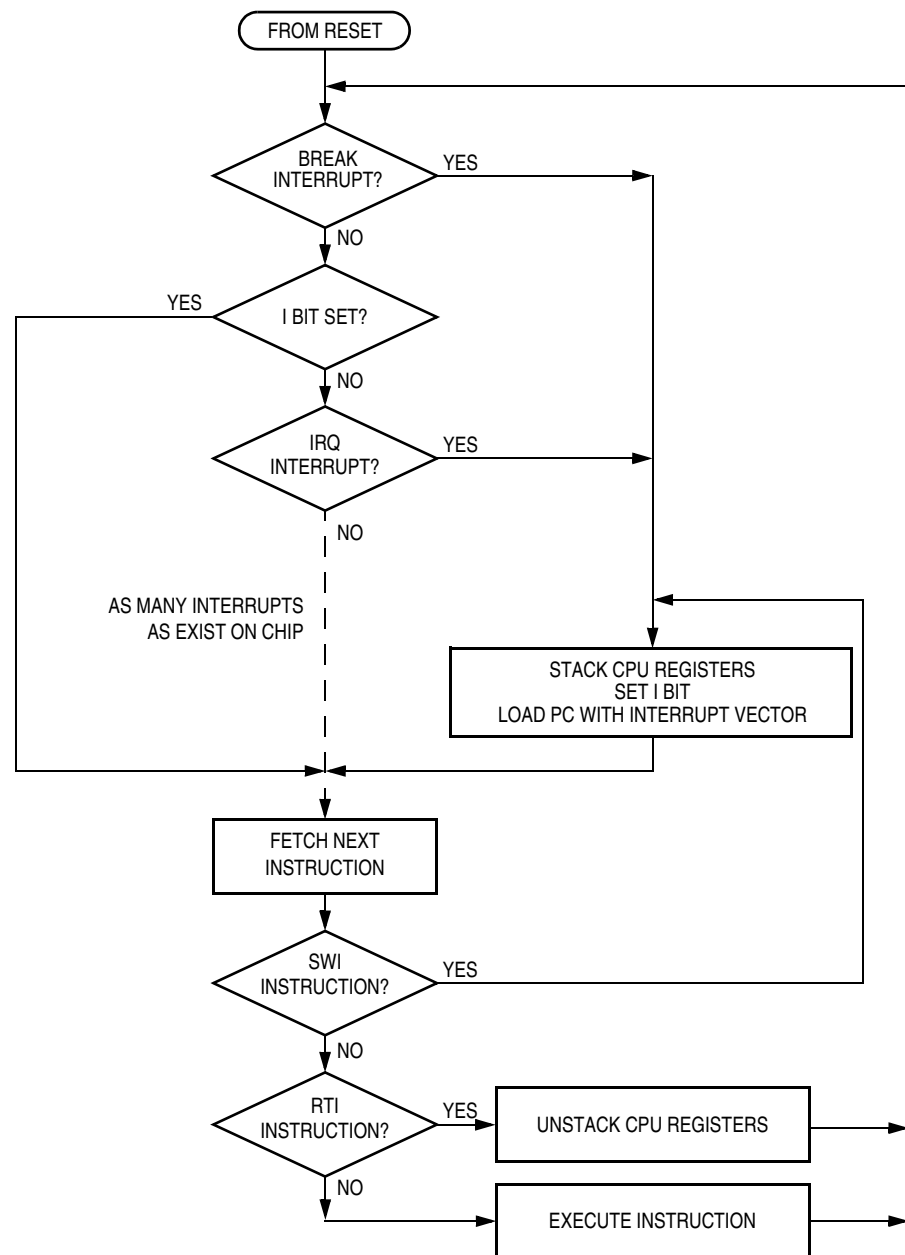 FROM RESET
BREAK
INTERRUPT?
YES
NO
YES
I BIT SET?
NO
IRQ
INTERRUPT?
YES
NO
AS MANY INTERRUPTS
AS EXIST ON CHIP
STACK CPU REGISTERS
SET I BIT
LOAD PC WITH INTERRUPT VECTOR
FETCH NEXT
INSTRUCTION
SWI
INSTRUCTION?
YES
NO
RTI
INSTRUCTION?
YES
UNSTACK CPU REGISTERS
NO
EXECUTE INSTRUCTION